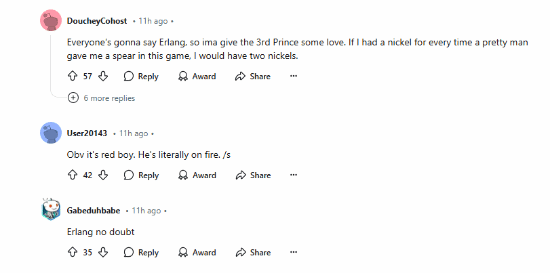 DoucheyCohost • 11h ago •
Everyone's gonna say Erlang, so ima give the 3rd Prince some love. If I had a nickel for every time a pretty man
gave me a spear in this game, I would have two nickels.
57 Reply Award Share ...
6 more replies
User20143 • 11h ago •
Obv it's red boy. He's literally on fire. /s
42 Reply Award Share ...
Gabeduhbabe • 11h ago •
Erlang no doubt
35 Reply Award Share ...